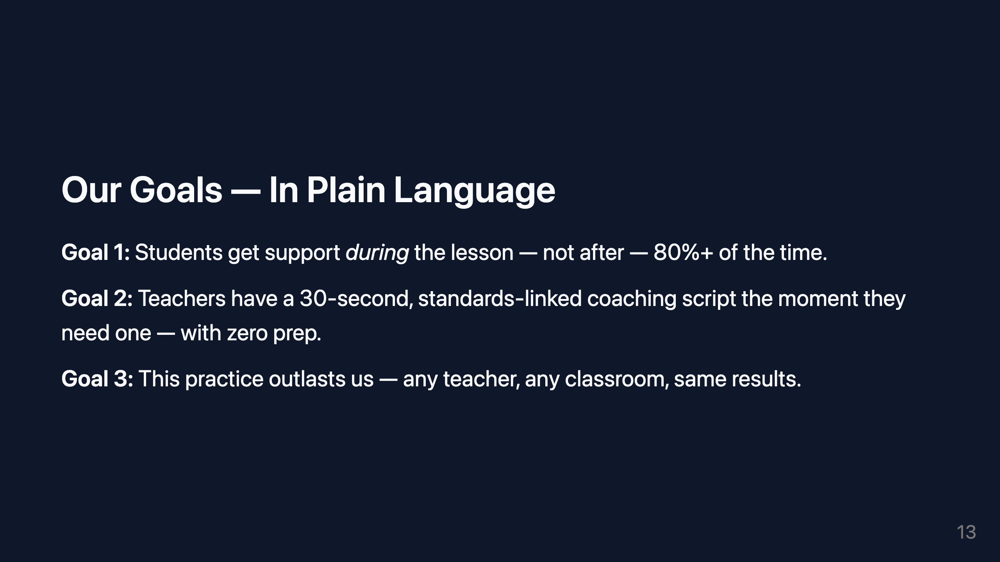 Our Goals — In Plain Language
Goal 1: Students get support during the lesson — not after — 80%+ of the time.
Goal 2: Teachers have a 30-second, standards-linked coaching script the moment they
need one — with zero prep.
Goal 3: This practice outlasts us — any teacher, any classroom, same results.
13